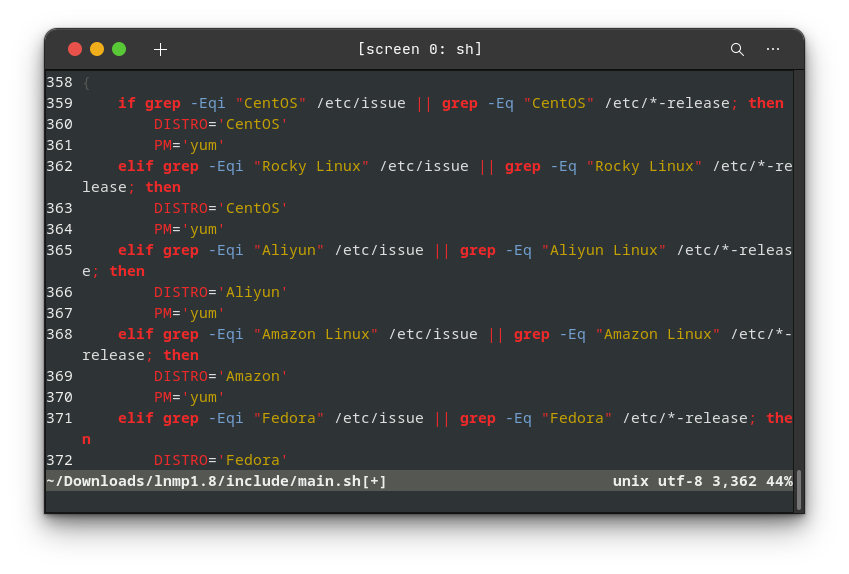 [screen 0: sh]
358 {
359     if grep -Eqi "CentOS" /etc/issue || grep -Eq "CentOS" /etc/*-release; then
360         DISTRO='CentOS'
361         PM='yum'
362     elif grep -Eqi "Rocky Linux" /etc/issue || grep -Eq "Rocky Linux" /etc/*-re
lease; then
363         DISTRO='CentOS'
364         PM='yum'
365     elif grep -Eqi "Aliyun" /etc/issue || grep -Eq "Aliyun Linux" /etc/*-releas
e; then
366         DISTRO='Aliyun'
367         PM='yum'
368     elif grep -Eqi "Amazon Linux" /etc/issue || grep -Eq "Amazon Linux" /etc/*-
release; then
369         DISTRO='Amazon'
370         PM='yum'
371     elif grep -Eqi "Fedora" /etc/issue || grep -Eq "Fedora" /etc/*-release; the
n
372         DISTRO='Fedora'
~/Downloads/lnmp1.8/include/main.sh[+] unix utf-8 3,362 44%